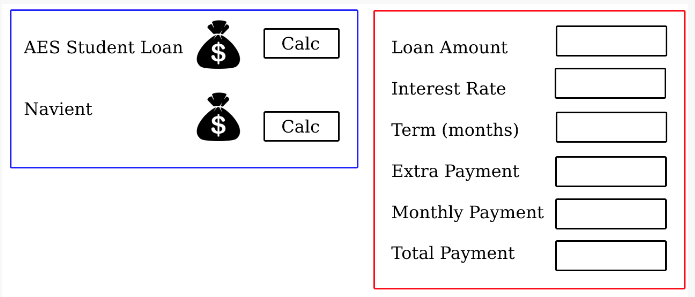 AES Student Loan $ Calc
Navient $ Calc
Loan Amount
Interest Rate
Term (months)
Extra Payment
Monthly Payment
Total Payment